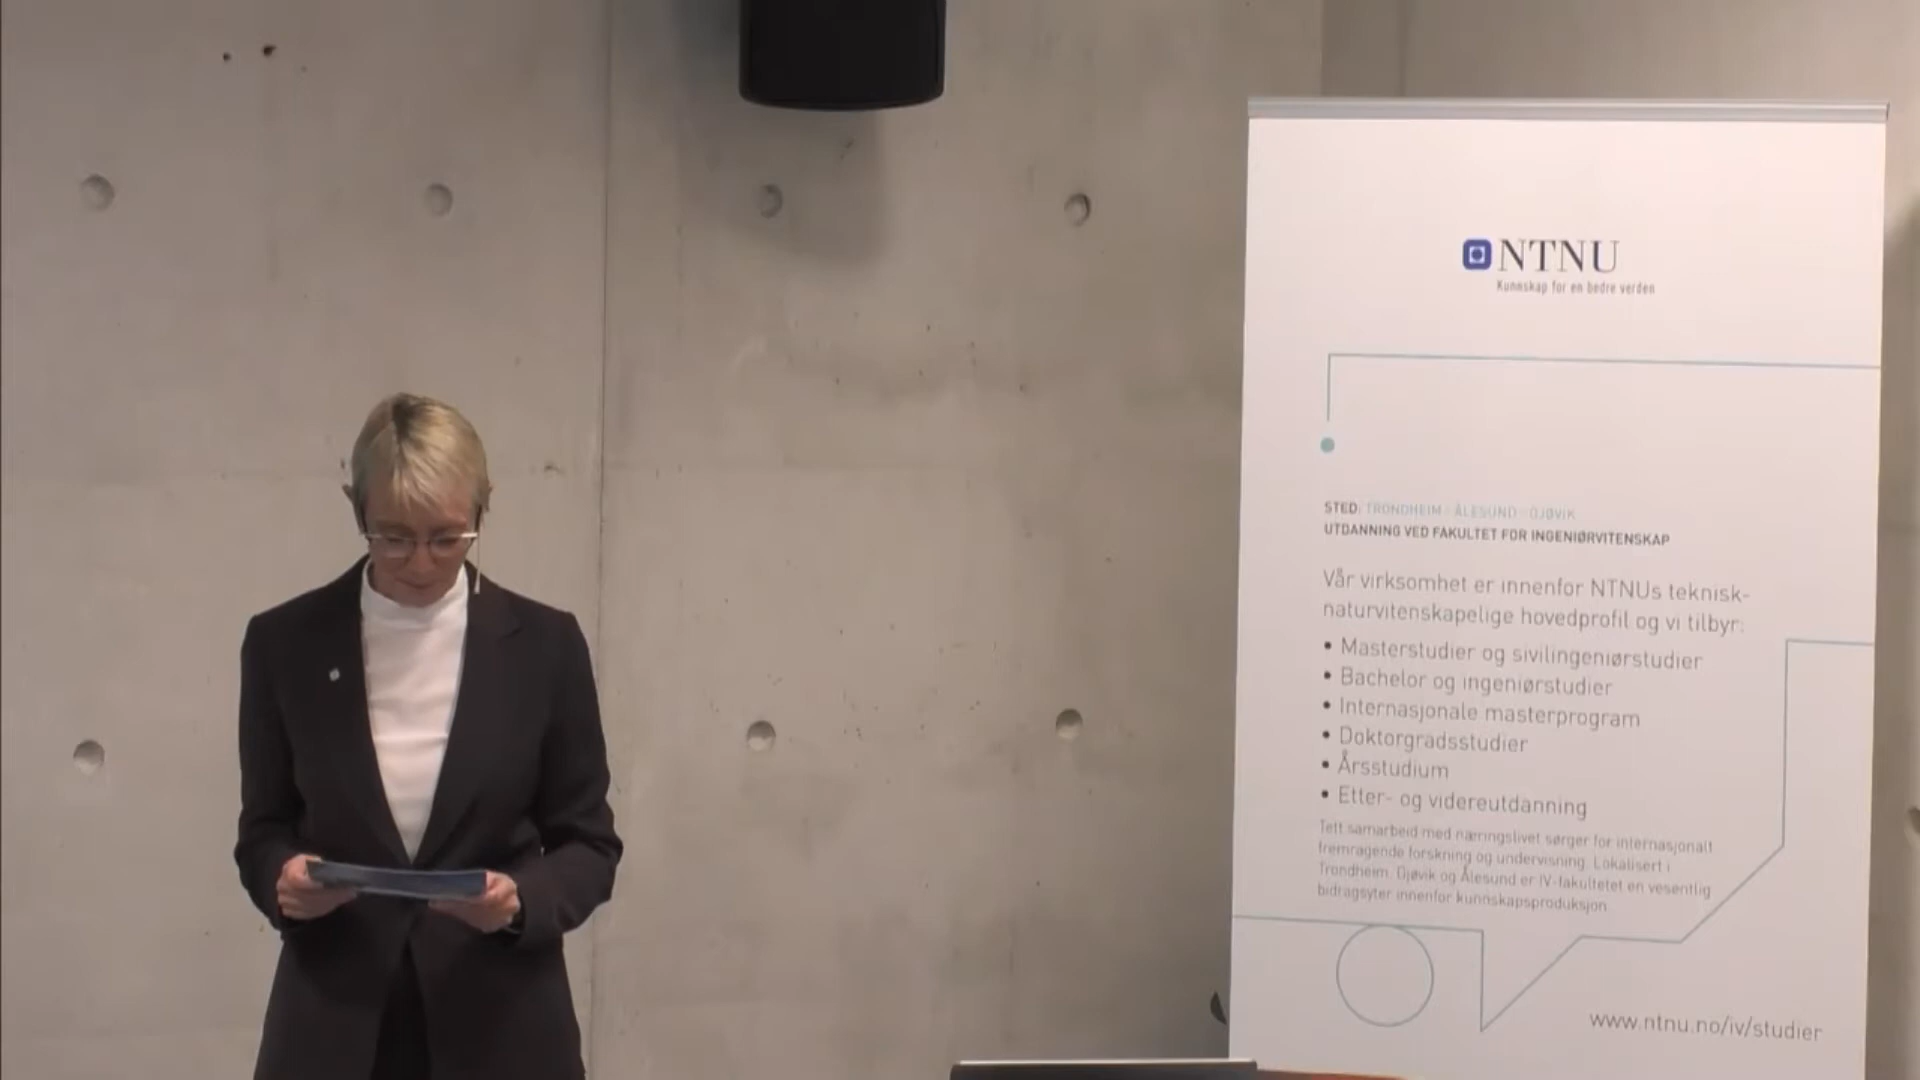 NTNU
Kunnskap for en bedre verden
STED: TRONDHEIM - ÅLESUND - GJØVIK
UTDANNING VED FAKULTET FOR INGENIØRVITENSKAP
Vår virksomhet er innenfor NTNUs teknisk-
naturvitenskapelige hovedprofil og vi tilbyr:
• Masterstudier og sivilingeniørstudier
• Bachelor og ingeniørstudier
• Internasjonale masterprogram
• Doktorgradsstudier
• Årsstudium
• Etter- og videreutdanning
Tett samarbeid med næringslivet sørger for internasjonalt
fremragende forskning og undervisning. Lokalisert i
Trondheim, Gjøvik og Ålesund er IV-fakultetet en vesentlig
bidragsyter innenfor kunnskapsproduksjon.
www.ntnu.no/iv/studier